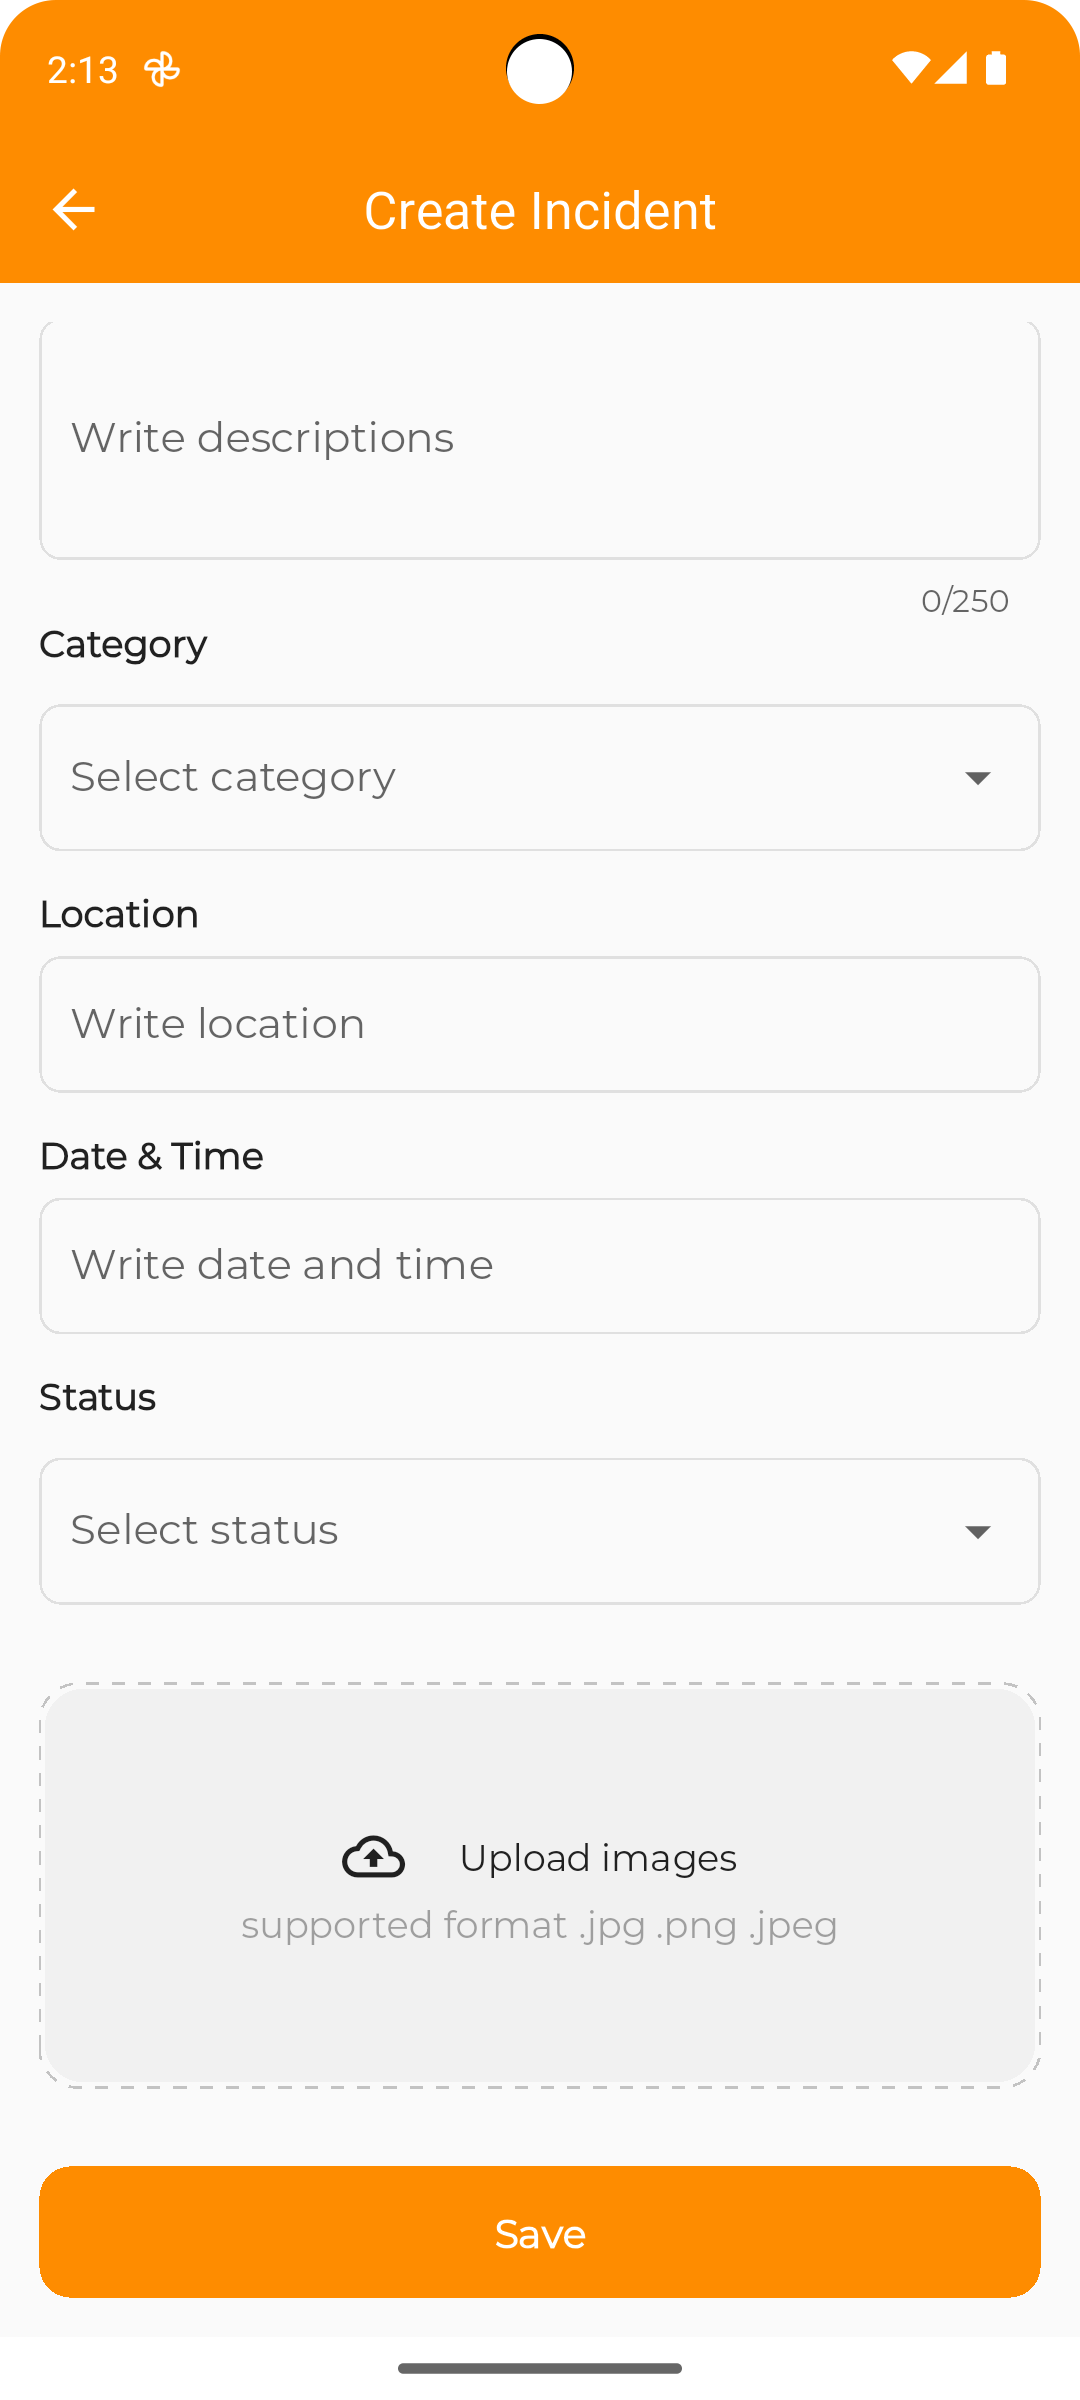 2:13
Create Incident
Write descriptions
0/250
Category
Select category
Location
Write location
Date & Time
Write date and time
Status
Select status
Upload images
supported format .jpg .png .jpeg
Save